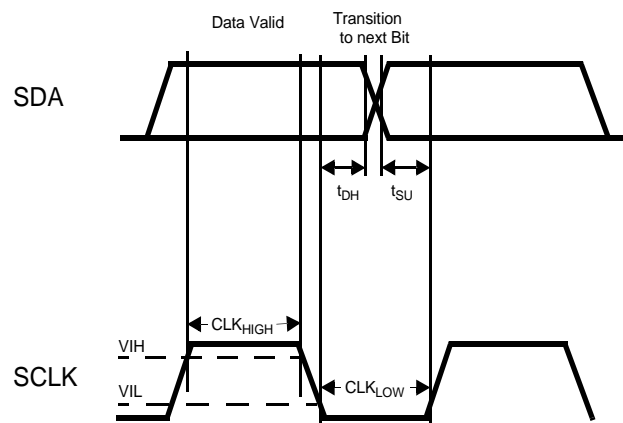 Data Valid
Transition
to next Bit
SDA
tDH
tSU
CLKHIGH
VIH
SCLK
VIL
CLKLOW